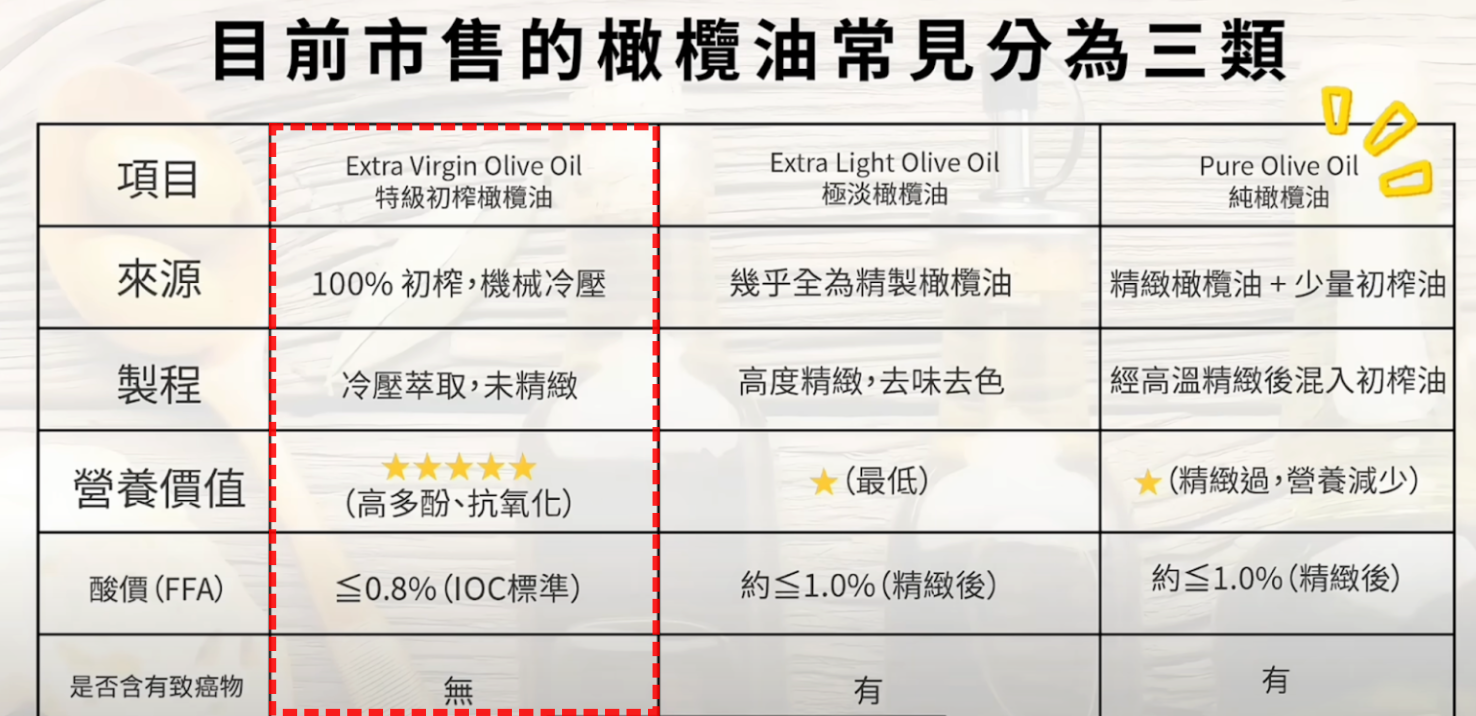 目前市售的橄欖油常見分為三類
項目
Extra Virgin Olive Oil
特級初榨橄欖油
Extra Light Olive Oil
極淡橄欖油
Pure Olive Oil
純橄欖油
來源
100% 初榨，機械冷壓
幾乎全為精製橄欖油
精緻橄欖油 + 少量初榨油
製程
冷壓萃取，未精緻
高度精緻，去味去色
經高溫精緻後混入初榨油
營養價值
★★★★★
（高多酚、抗氧化）
★（最低）
★（精緻過，營養減少）
酸價（FFA）
≦0.8%（IOC標準）
約≦1.0%（精緻後）
約≦1.0%（精緻後）
是否含有致癌物
無
有
有